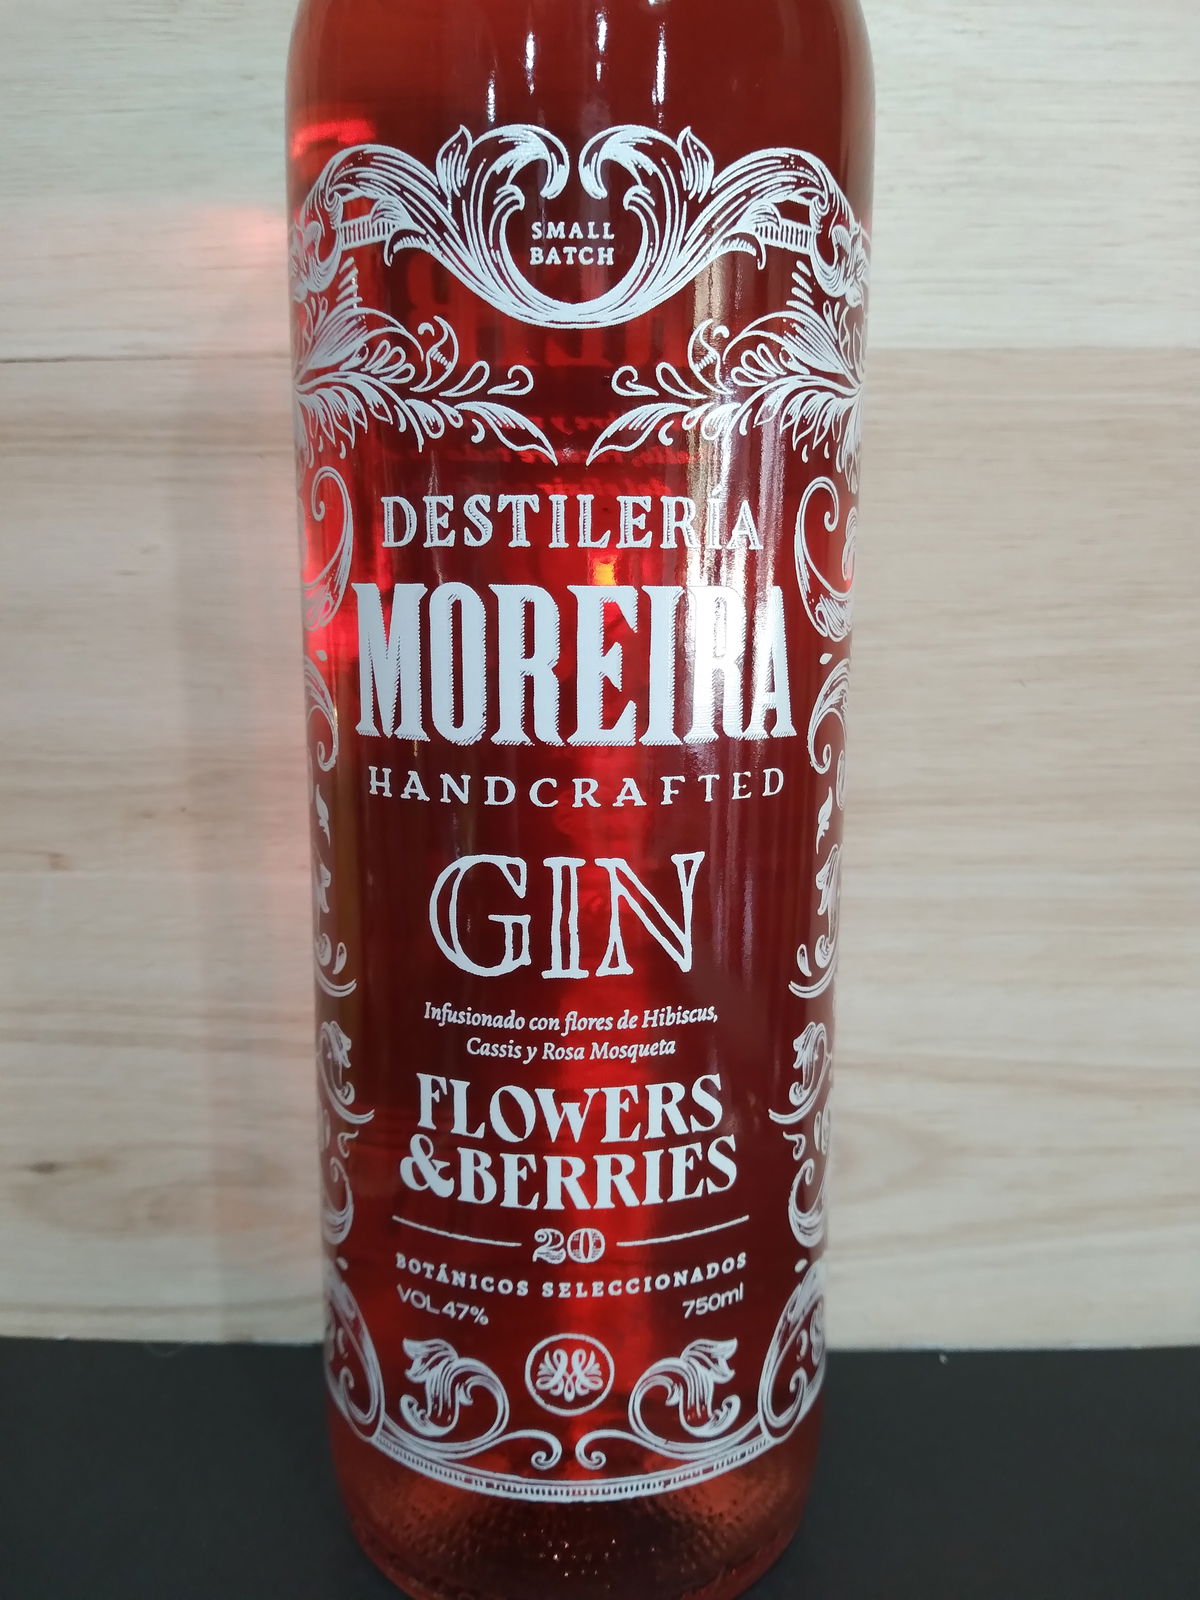 SMALL
BATCH
DESTILERÍA
MOREIRA
HANDCRAFTED
GIN
Infusionado con flores de Hibiscus,
Cassis y Rosa Mosqueta
FLOWERS
&BERRIES
20
BOTÁNICOS SELECCIONADOS
VOL 47% 750ml